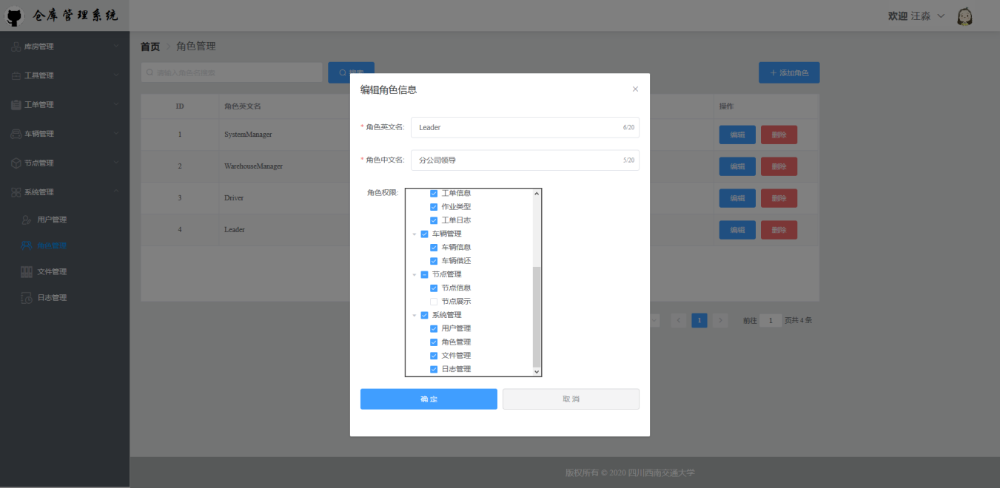 仓库管理系统
欢迎 汪淼
库房管理
工具管理
工单管理
车辆管理
节点管理
系统管理
用户管理
角色管理
文件管理
日志管理
首页 角色管理
请输入角色名搜索
搜索
+ 添加角色
ID 角色英文名 操作
1 SystemManager 编辑 删除
2 WarehouseManager 编辑 删除
3 Driver 编辑 删除
4 Leader 编辑 删除
1 前往 1 页共 4 条
编辑角色信息
* 角色英文名: Leader 6/20
* 角色中文名: 分公司领导 5/20
角色权限:
工单信息
作业类型
工单日志
车辆管理
车辆信息
车辆借还
节点管理
节点信息
节点展示
系统管理
用户管理
角色管理
文件管理
日志管理
确 定 取 消
版权所有 © 2020 四川西南交通大学